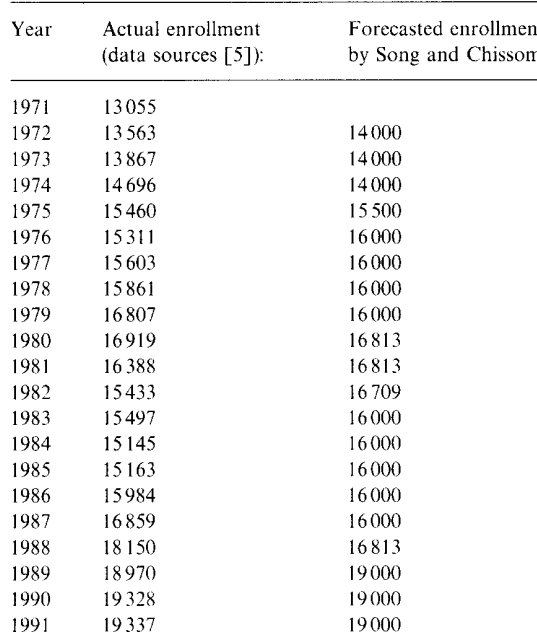 Year Actual enrollment Forecasted enrollmen
(data sources [5]): by Song and Chissom
1971 13055
1972 13563 14000
1973 13867 14000
1974 14696 14000
1975 15460 15500
1976 15311 16000
1977 15603 16000
1978 15861 16000
1979 16807 16000
1980 16919 16813
1981 16388 16813
1982 15433 16709
1983 15497 16000
1984 15145 16000
1985 15163 16000
1986 15984 16000
1987 16859 16000
1988 18150 16813
1989 18970 19000
1990 19328 19000
1991 19337 19000